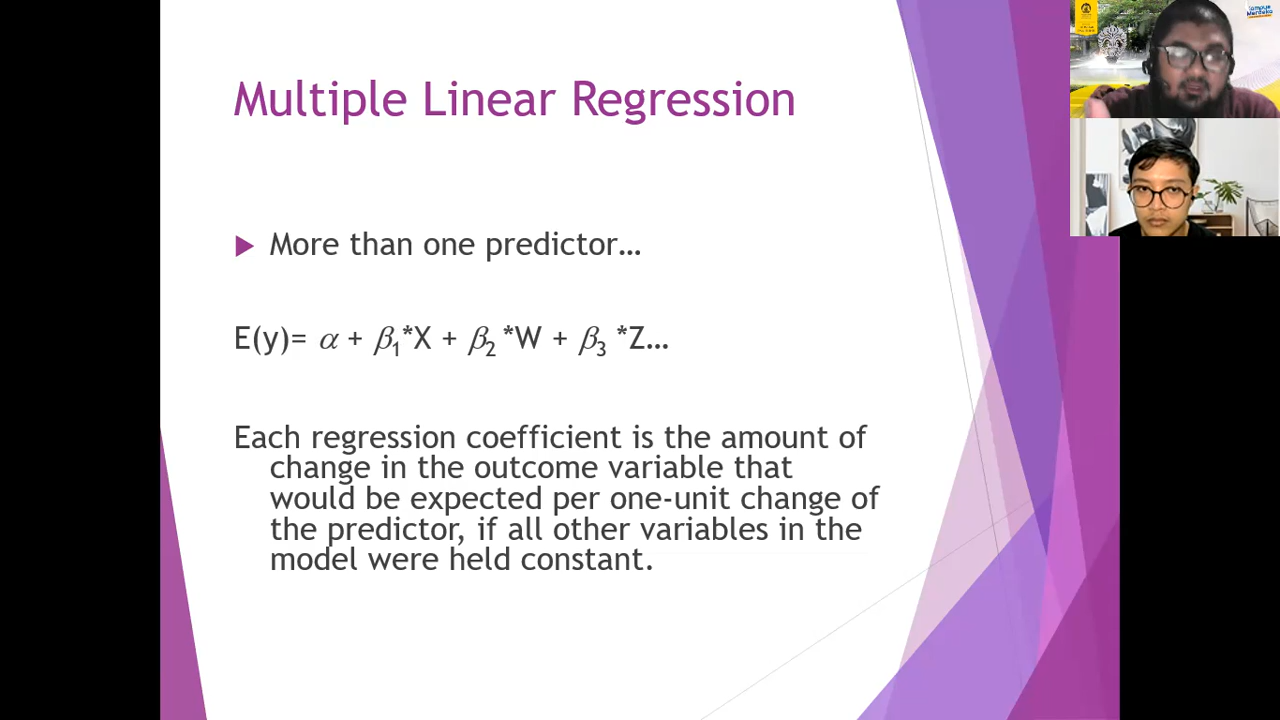 Multiple Linear Regression
More than one predictor…
E(y)= α + β₁*X + β₂ *W + β₃ *Z…
Each regression coefficient is the amount of
change in the outcome variable that
would be expected per one-unit change of
the predictor, if all other variables in the
model were held constant.
Kampus
Merdeka